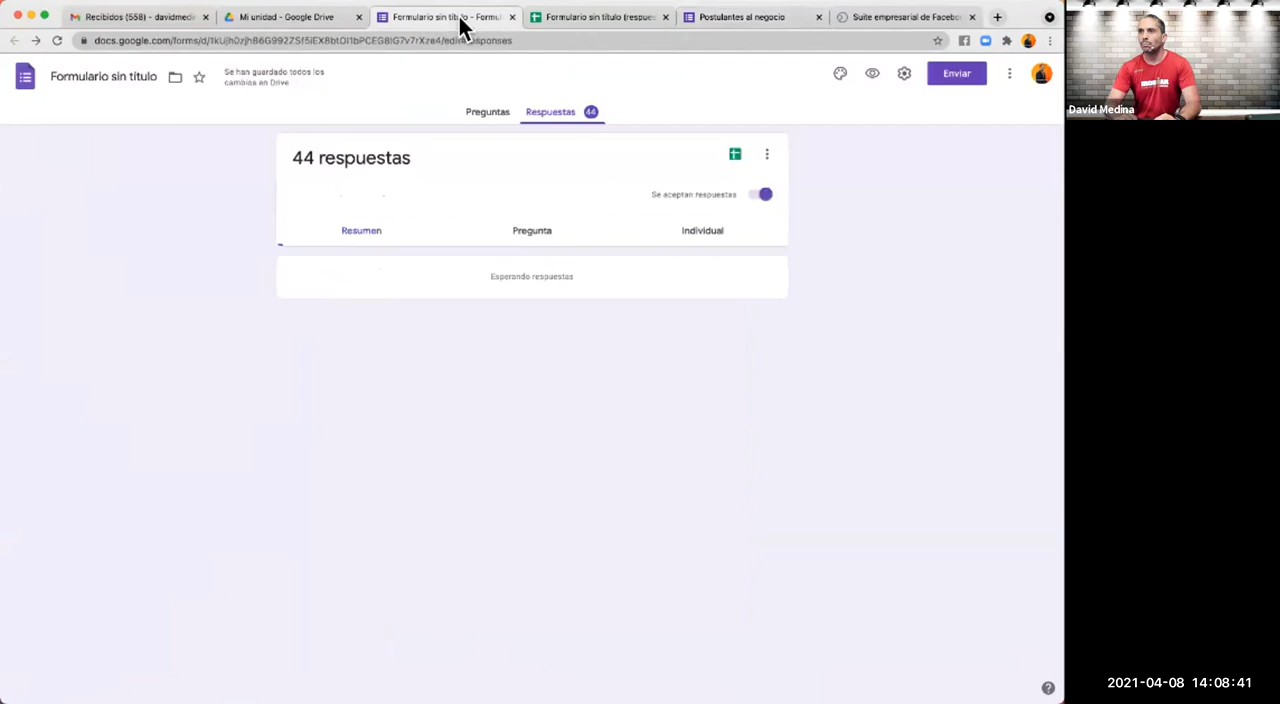 Recibidos (558) - davidmedi
Mi unidad - Google Drive
Formulario sin título - Formul
Formulario sin título (respues
Postulantes al negocio
Suite empresarial de Facebo
Formulario sin título
Se han guardado todos los
cambios en Drive
Enviar
Preguntas
Respuestas 44
44 respuestas
Se aceptan respuestas
Resumen
Pregunta
Individual
Esperando respuestas
David Medina
2021-04-08 14:08:41